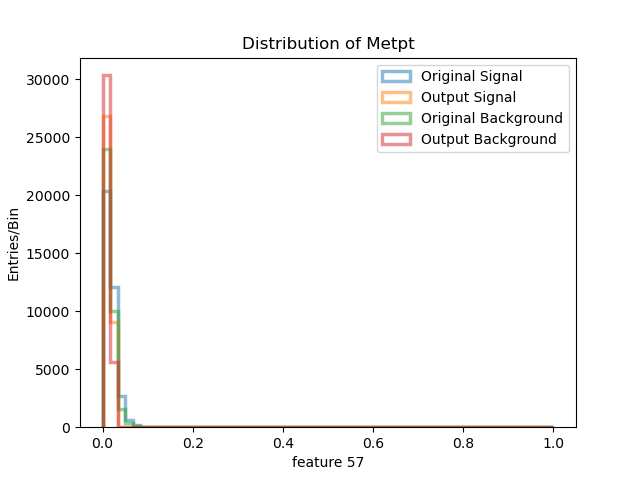 Distribution of Metpt
Original Signal
Output Signal
Original Background
Output Background
Entries/Bin
30000
25000
20000
15000
10000
5000
0
0.0 0.2 0.4 0.6 0.8 1.0
feature 57